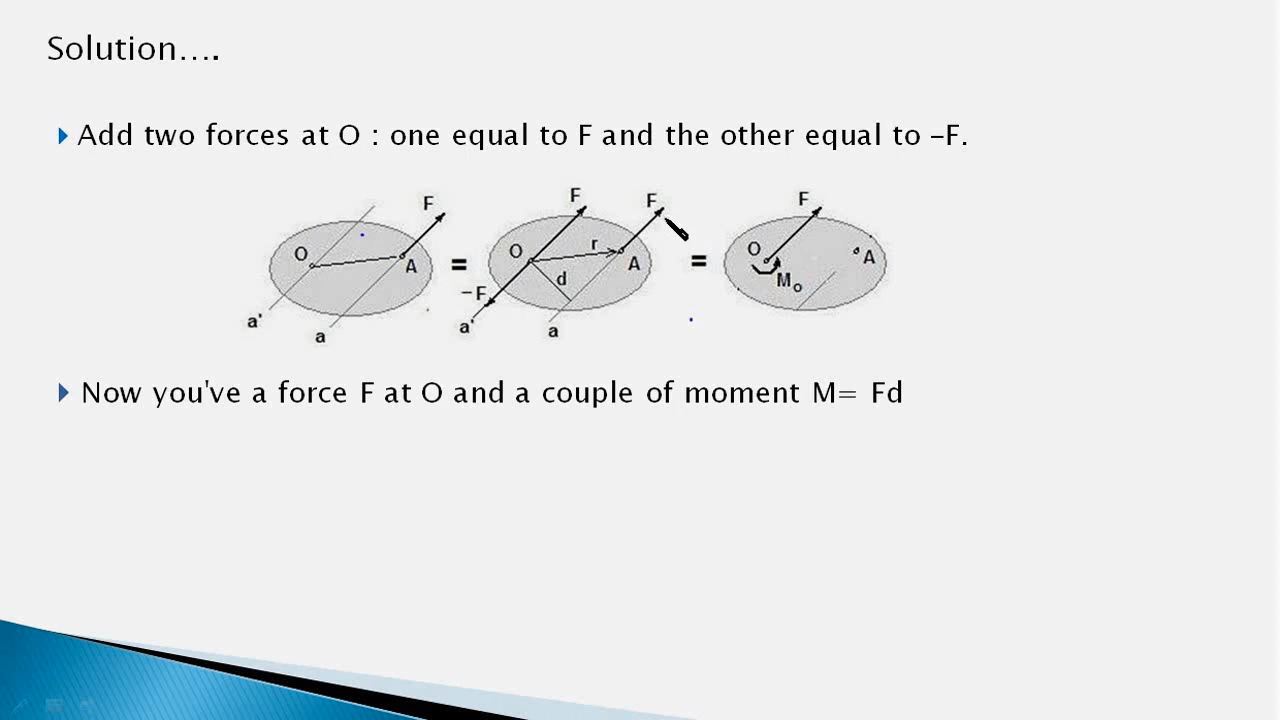 Solution....
Add two forces at O : one equal to F and the other equal to –F.
F
O
A
a'
a
=
F
F
O
r
A
d
–F
a'
a
=
F
O
A
Mo
Now you've a force F at O and a couple of moment M= Fd